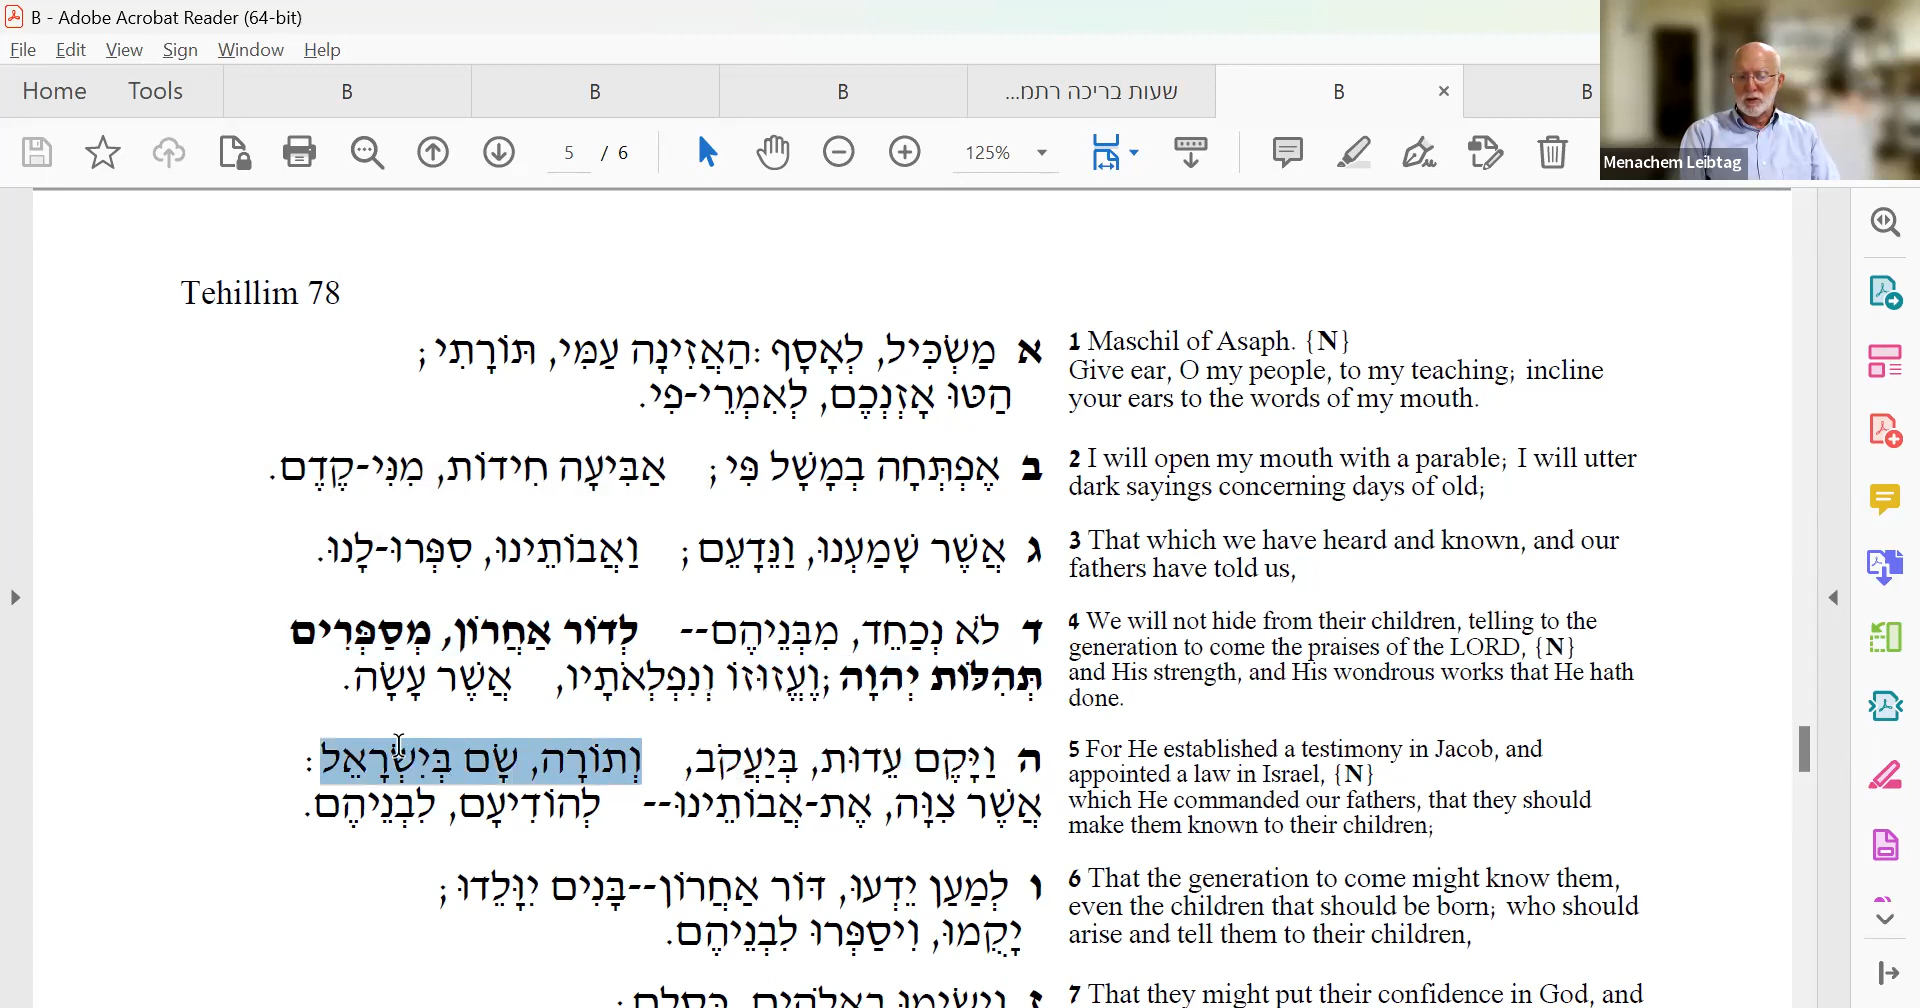 B - Adobe Acrobat Reader (64-bit)
File Edit View Sign Window Help
Home Tools B B B שעות בריכה רתמ... B × B
5 / 6 125%
Menachem Leibtag
Tehillim 78
א מַשְׂכִּיל, לְאָסָף :הַאֲזִינָה עַמִּי, תּוֹרָתִי ;
הַטּוּ אָזְנְכֶם, לְאִמְרֵי-פִי.
1 Maschil of Asaph. {N}
Give ear, O my people, to my teaching; incline
your ears to the words of my mouth.
ב אֶפְתְּחָה בְמָשָׁל פִּי ; אַבִּיעָה חִידוֹת, מִנִּי-קֶדֶם.
2 I will open my mouth with a parable; I will utter
dark sayings concerning days of old;
ג אֲשֶׁר שָׁמַעְנוּ, וַנֵּדָעֵם ; וַאֲבוֹתֵינוּ, סִפְּרוּ-לָנוּ.
3 That which we have heard and known, and our
fathers have told us,
ד לֹא נְכַחֵד, מִבְּנֵיהֶם-- לְדוֹר אַחֲרוֹן, מְסַפְּרִים
תְּהִלּוֹת יְהוָה ;וֶעֱזוּזוֹ וְנִפְלְאֹתָיו, אֲשֶׁר עָשָׂה.
4 We will not hide from their children, telling to the
generation to come the praises of the LORD, {N}
and His strength, and His wondrous works that He hath
done.
ה וַיָּקֶם עֵדוּת, בְּיַעֲקֹב, וְתוֹרָה, שָׂם בְּיִשְׂרָאֵל :
אֲשֶׁר צִוָּה, אֶת-אֲבוֹתֵינוּ-- לְהוֹדִיעָם, לִבְנֵיהֶם.
5 For He established a testimony in Jacob, and
appointed a law in Israel, {N}
which He commanded our fathers, that they should
make them known to their children;
ו לְמַעַן יֵדְעוּ, דּוֹר אַחֲרוֹן--בָּנִים יִוָּלֵדוּ ;
יָקֻמוּ, וִיסַפְּרוּ לִבְנֵיהֶם.
6 That the generation to come might know them,
even the children that should be born; who should
arise and tell them to their children,
ז וְיָשִׂימוּ בֵאלֹהִים, כִּסְלָם :
7 That they might put their confidence in God, and